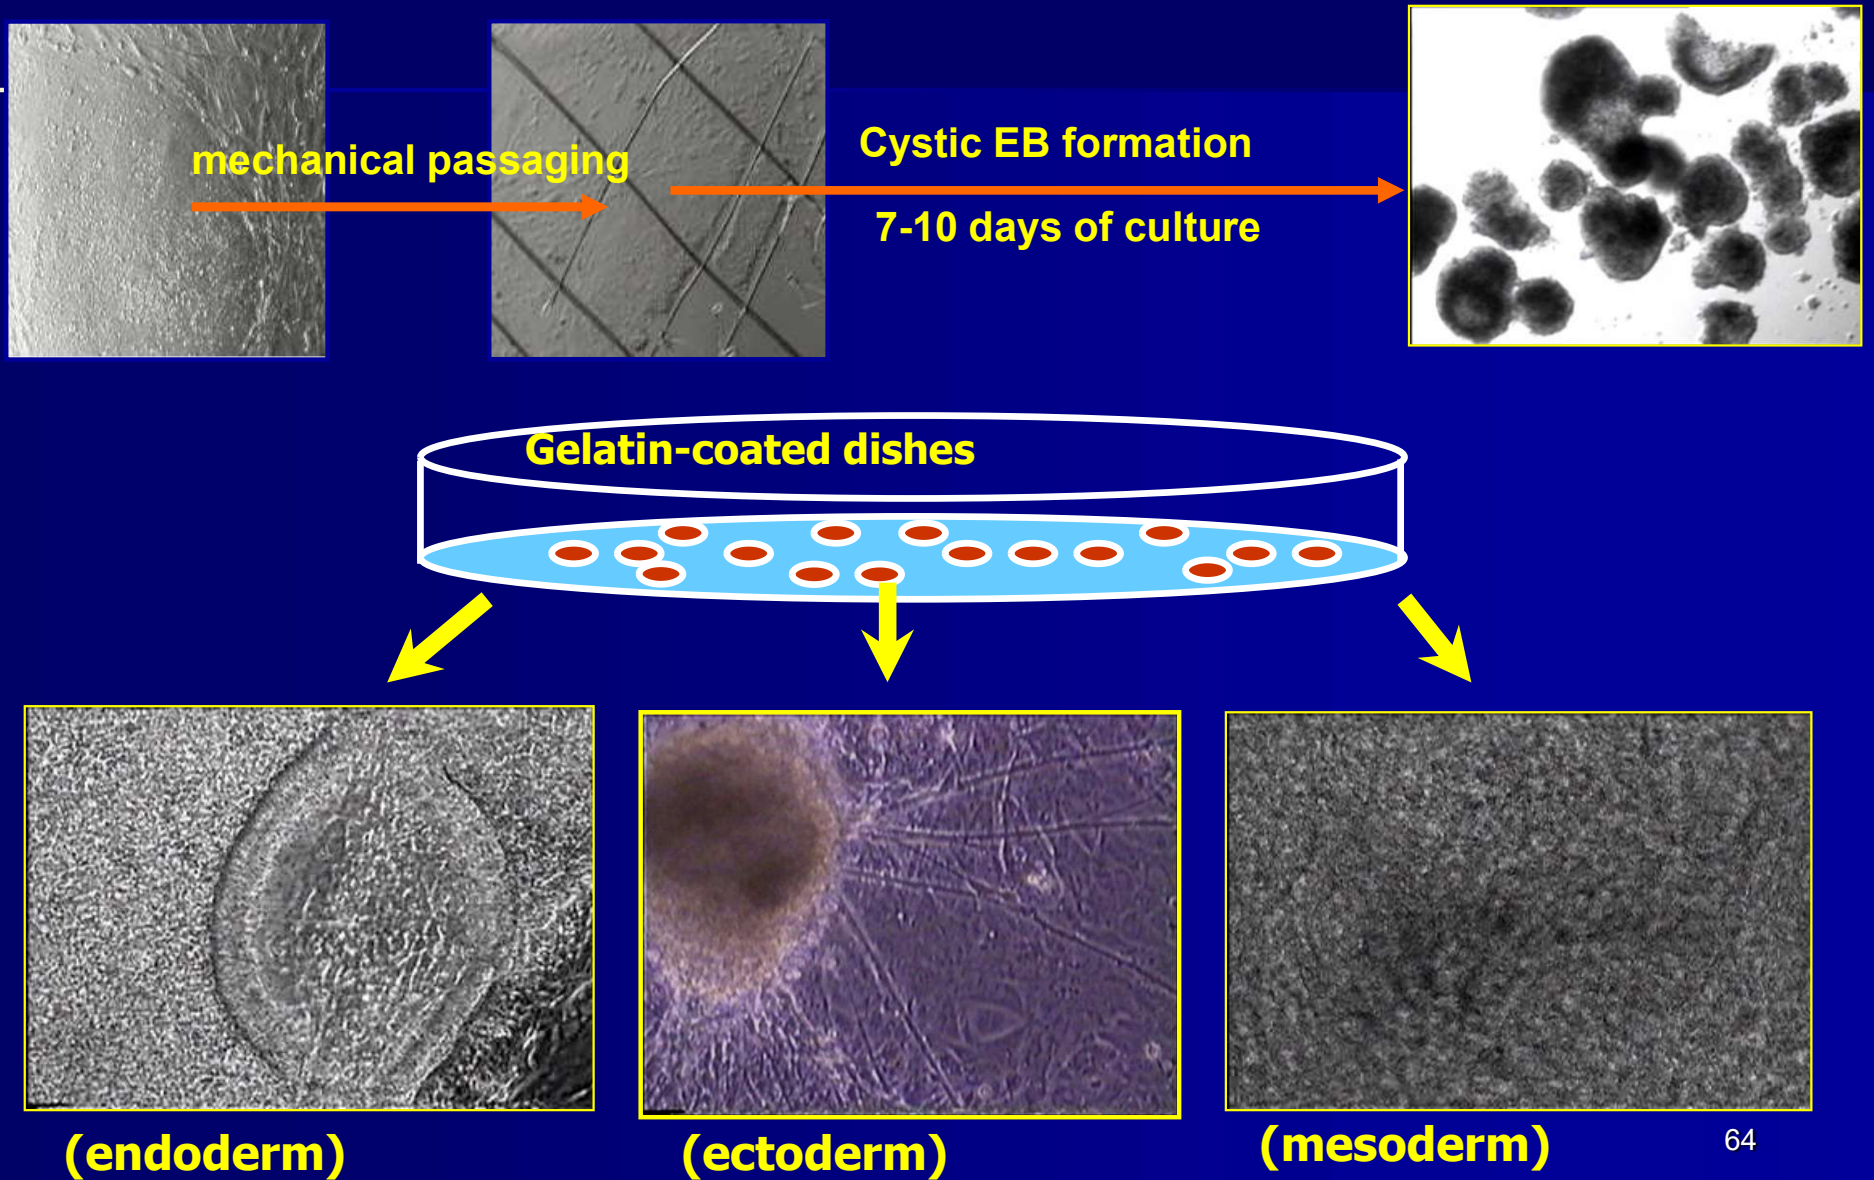 mechanical passaging
Cystic EB formation
7-10 days of culture
Gelatin-coated dishes
(endoderm)
(ectoderm)
(mesoderm)
64